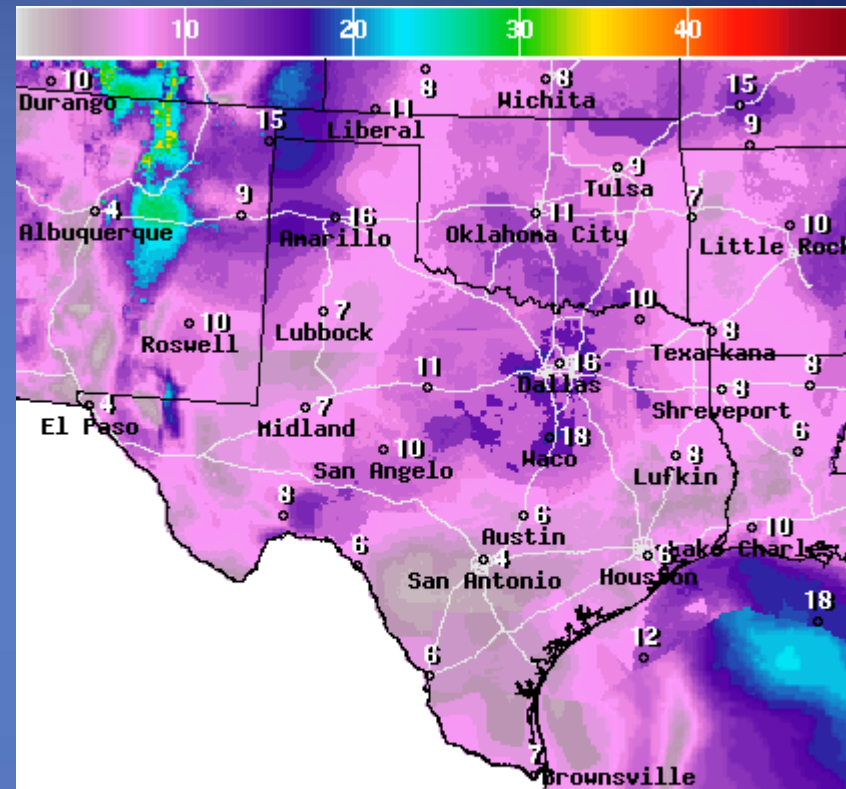 10 20 30 40
10 8 8
Durango Wichita
11 15
Liberal
15 9
9
Tulsa
4 9 16 11 7 10
Albuquerque Amarillo Oklahoma City Little Rock
10 7 10 8
Roswell Lubbock Texarkana
11 16 8 8
Dallas
4 7 Shreveport
El Paso Midland
10 18 8 6
San Angelo Waco Lufkin
8 6 10
Austin
6 4 6 Lake Charl
San Antonio Houston
18
12
6
7
Brownsville